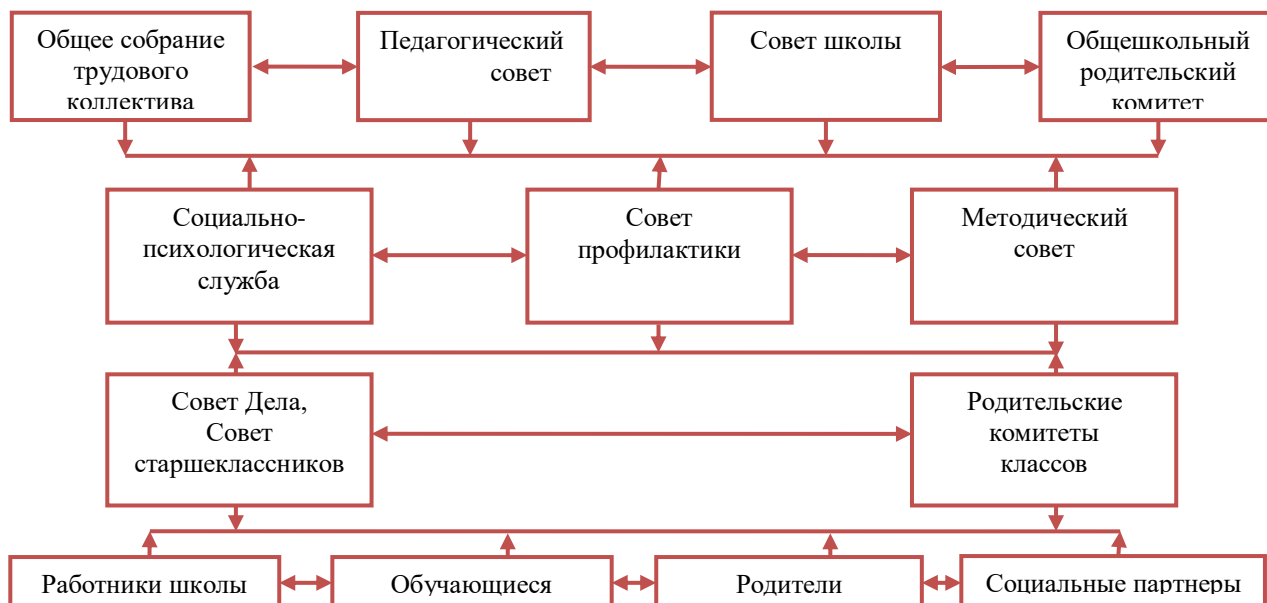 Общее собрание
трудового
коллектива
Педагогический
совет
Совет школы
Общешкольный
родительский
комитет
Социально-
психологическая
служба
Совет
профилактики
Методический
совет
Совет Дела,
Совет
старшеклассников
Родительские
комитеты
классов
Работники школы
Обучающиеся
Родители
Социальные партнеры